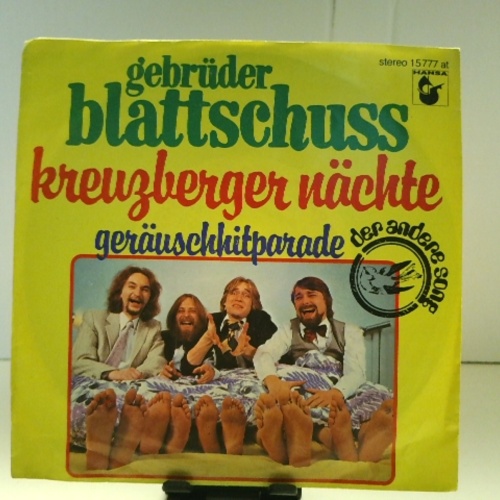 stereo 15777 at
HANSA
gebrüder
blattschuss
kreuzberger nächte
geräuschhitparade
der andere song